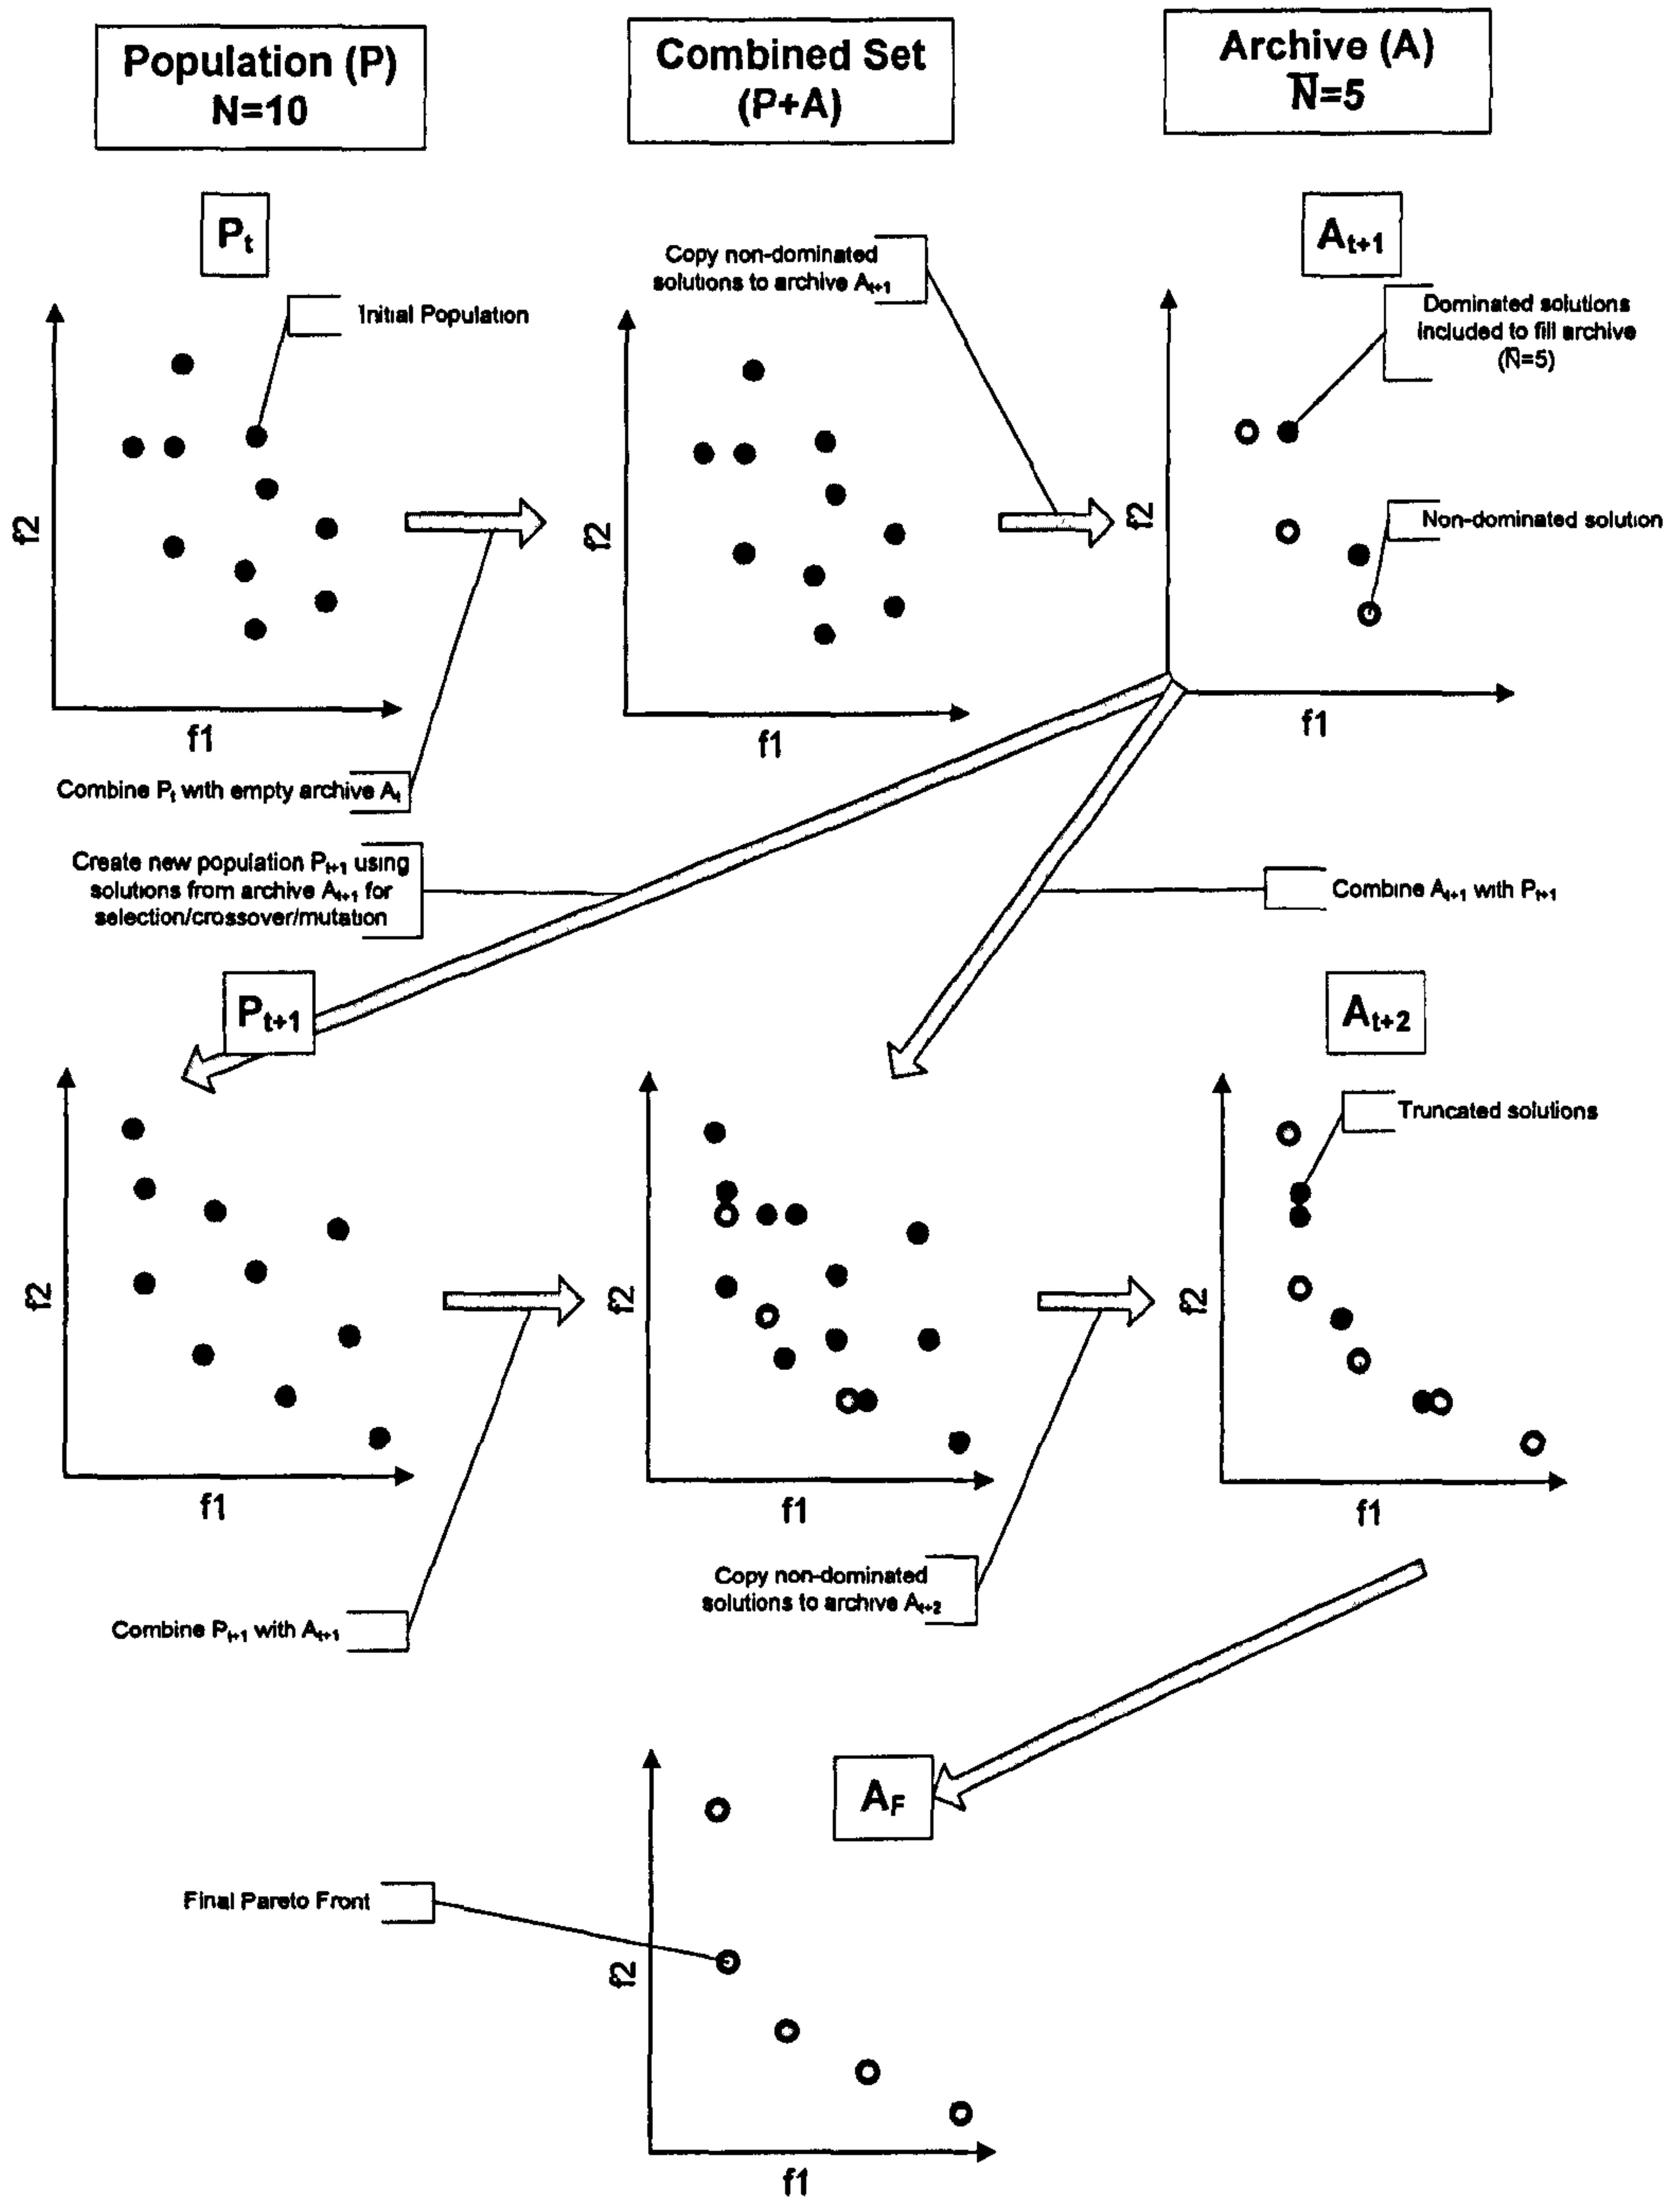 Population (P)
N=10
Combined Set
(P+A)
Archive (A)
N̅=5
Pt
Copy non-dominated
solutions to archive At+1
At+1
Initial Population
Dominated solutions
included to fill archive
(N̅=5)
Non-dominated solution
f2
f1
f2
f1
f2
f1
Combine Pt with empty archive At
Create new population Pt+1 using
solutions from archive At+1 for
selection/crossover/mutation
Combine At+1 with Pt+1
Pt+1
At+2
Truncated solutions
f2
f1
f2
f1
f2
f1
Combine Pt+1 with At+1
Copy non-dominated
solutions to archive At+2
AF
Final Pareto Front
f2
f1